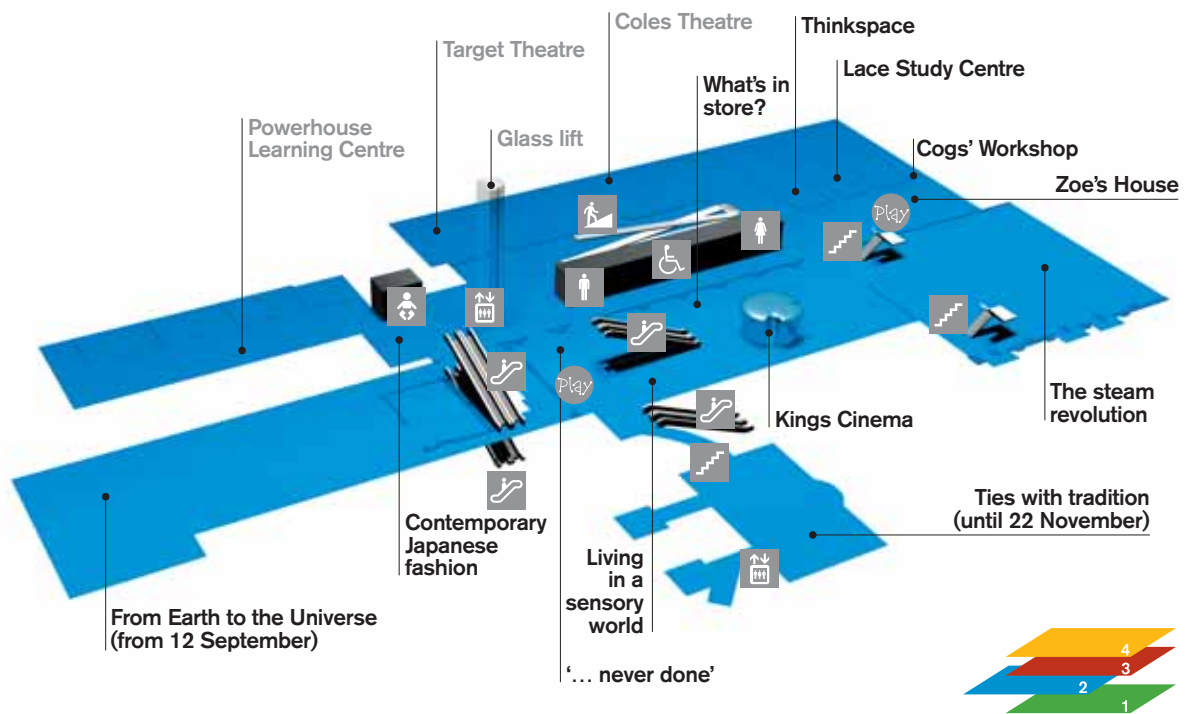 Coles Theatre
Thinkspace
Target Theatre
Lace Study Centre
What's in
store?
Powerhouse
Learning Centre
Glass lift
Cogs' Workshop
Zoe's House
Play
Play
The steam
revolution
Kings Cinema
Ties with tradition
(until 22 November)
Contemporary
Japanese
fashion
Living
in a
sensory
world
From Earth to the Universe
(from 12 September)
‘… never done’
4
3
2
1